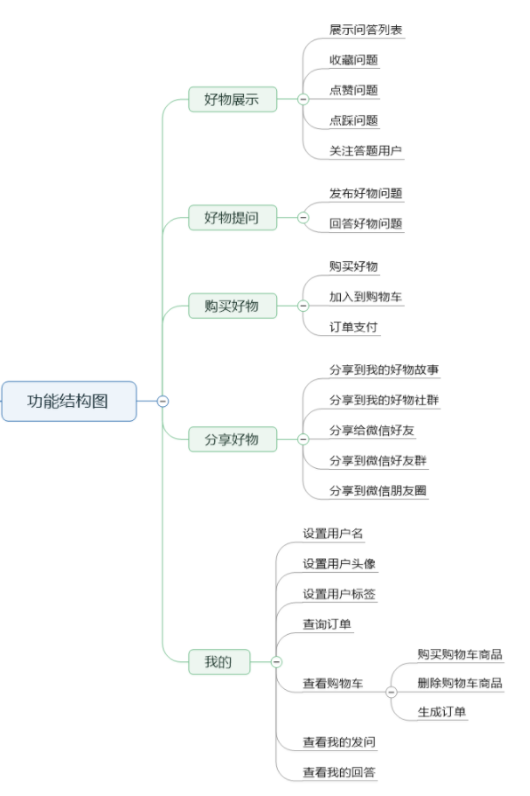 功能结构图
好物展示
展示问答列表
收藏问题
点赞问题
点踩问题
关注答题用户
好物提问
发布好物问题
回答好物问题
购买好物
购买好物
加入到购物车
订单支付
分享好物
分享到我的好物故事
分享到我的好物社群
分享给微信好友
分享到微信好友群
分享到微信朋友圈
我的
设置用户名
设置用户头像
设置用户标签
查询订单
查看购物车
购买购物车商品
删除购物车商品
生成订单
查看我的发问
查看我的回答